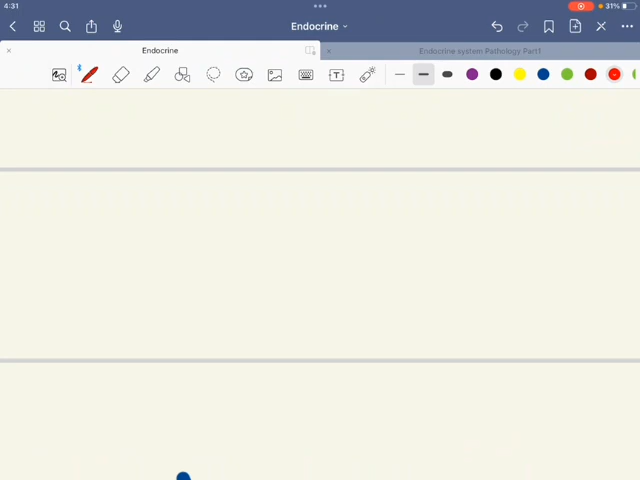 4:31
31%
Endocrine
Endocrine
Endocrine system Pathology Part1
T